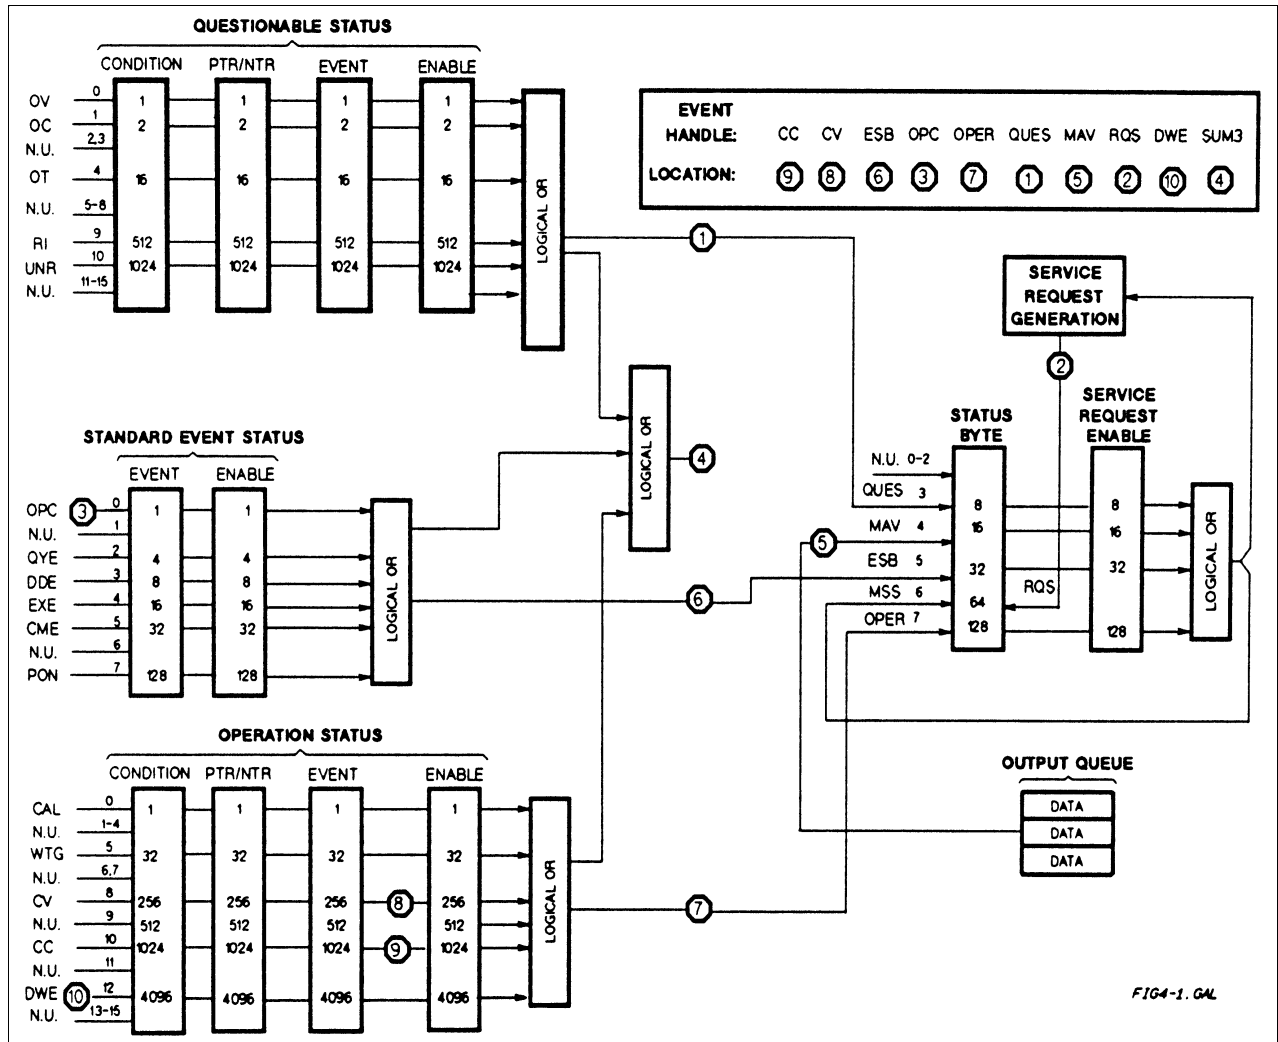 QUESTIONABLE STATUS
CONDITION PTR/NTR EVENT ENABLE
OV 0 1 1 1 1
OC 1 2 2 2 2
N.U. 2,3
OT 4 16 16 16 16
N.U. 5-8
RI 9 512 512 512 512
UNR 10 1024 1024 1024 1024
N.U. 11-15
LOGICAL OR
EVENT
HANDLE: CC CV ESB OPC OPER QUES MAV RQS DWE SUM3
LOCATION: 9 8 6 3 7 1 5 2 10 4
1
SERVICE
REQUEST
GENERATION
2
LOGICAL OR
4
STANDARD EVENT STATUS
EVENT ENABLE
OPC 3 0 1 1
N.U. 1
QYE 2 4 4
DDE 3 8 8
EXE 4 16 16
CME 5 32 32
N.U. 6
PON 7 128 128
LOGICAL OR
6
STATUS
BYTE
SERVICE
REQUEST
ENABLE
N.U. 0-2
QUES 3 8 8
MAV 4 16 16
5
ESB 5 32 32
MSS 6 64 RQS
OPER 7 128 128
LOGICAL OR
OPERATION STATUS
CONDITION PTR/NTR EVENT ENABLE
CAL 0 1 1 1 1
N.U. 1-4
WTG 5 32 32 32 32
N.U. 6,7
CV 8 256 256 256 8 256
N.U. 9 512 512 512 512
CC 10 1024 1024 1024 9 1024
N.U. 11
DWE 10 12 4096 4096 4096 4096
N.U. 13-15
LOGICAL OR
7
OUTPUT QUEUE
DATA
DATA
DATA
FIG4-1.GAL